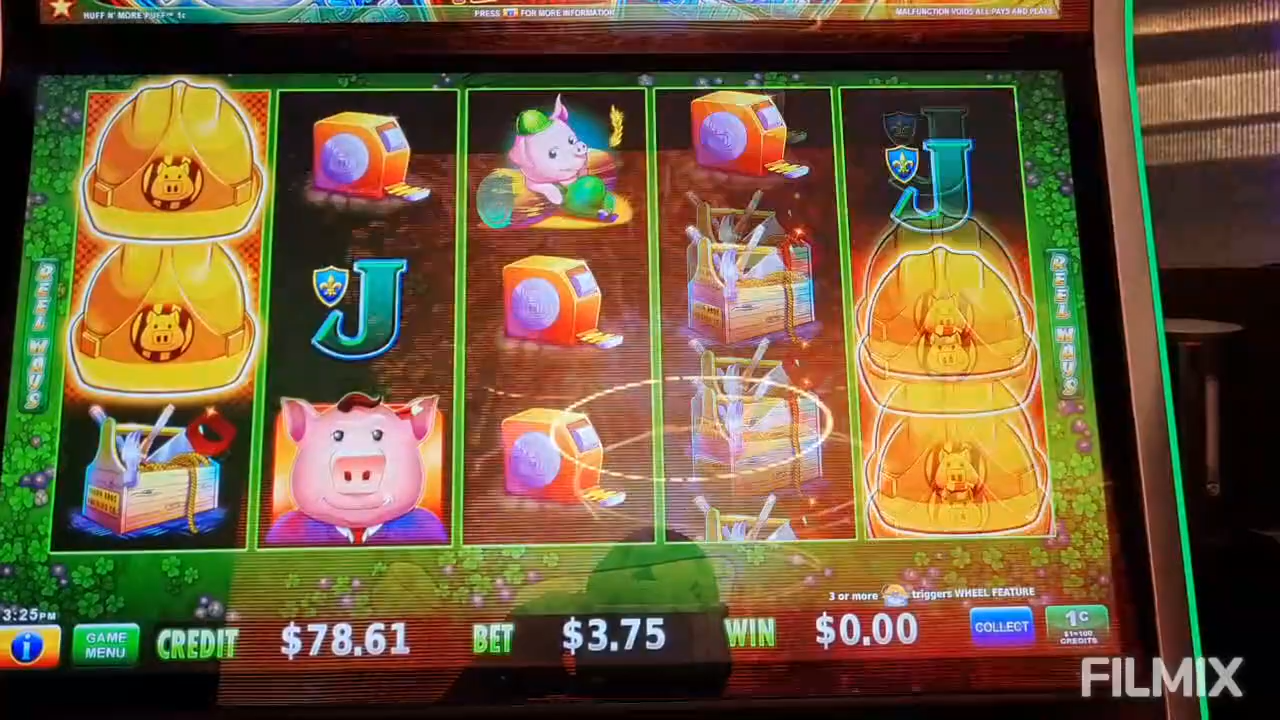 HUFF N' MORE PUFF™ 1¢
PRESS FOR MORE INFORMATION
MALFUNCTION VOIDS ALL PAYS AND PLAYS
REEL WAYS
J
J
REEL WAYS
3 or more triggers WHEEL FEATURE
3:25PM
i
GAME MENU
CREDIT $78.61
BET $3.75
WIN $0.00
COLLECT
1¢
$1=100
CREDITS
FILMIX